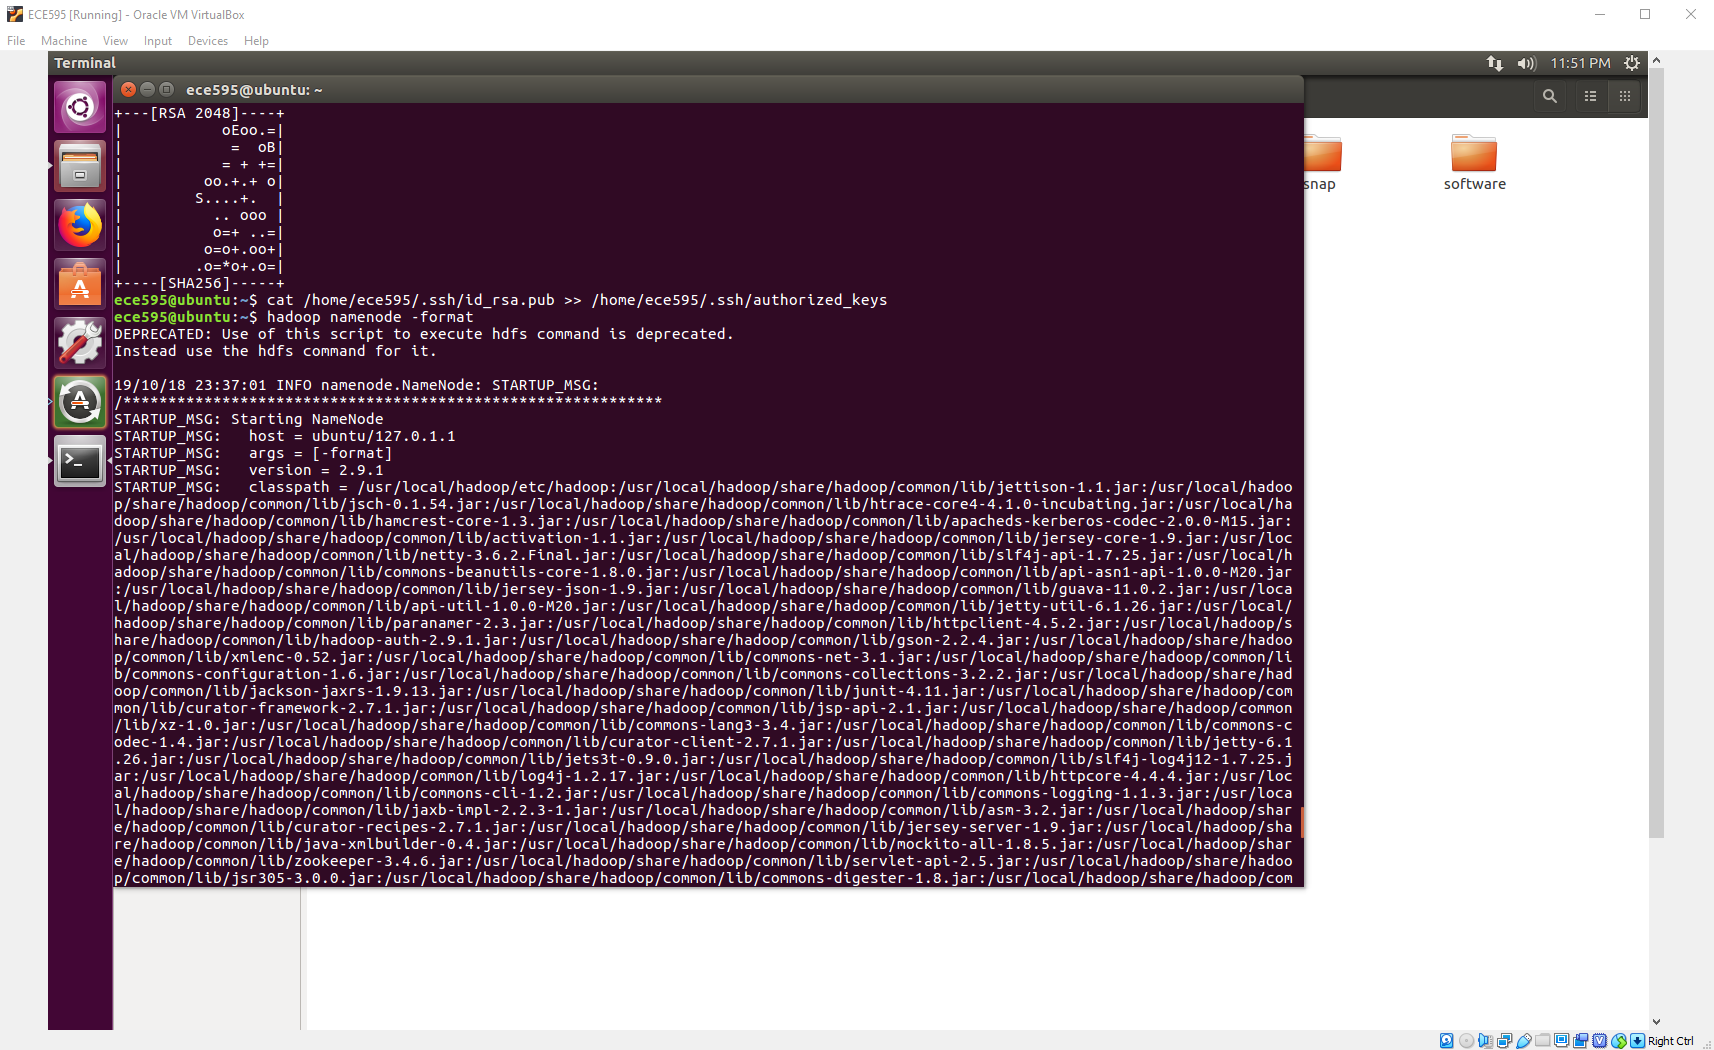 ECE595 [Running] - Oracle VM VirtualBox
File Machine View Input Devices Help
Terminal
11:51 PM
ece595@ubuntu: ~
+---[RSA 2048]----+
|           oEoo.=|
|            =  oB|
|           = + +=|
|         oo.+.+ o|
|        S....+.  |
|          .. ooo |
|          o=+ ..=|
|         o=o+.oo+|
|        .o=*o+.o=|
+----[SHA256]-----+
ece595@ubuntu:~$ cat /home/ece595/.ssh/id_rsa.pub >> /home/ece595/.ssh/authorized_keys
ece595@ubuntu:~$ hadoop namenode -format
DEPRECATED: Use of this script to execute hdfs command is deprecated.
Instead use the hdfs command for it.
19/10/18 23:37:01 INFO namenode.NameNode: STARTUP_MSG:
/************************************************************
STARTUP_MSG: Starting NameNode
STARTUP_MSG:   host = ubuntu/127.0.1.1
STARTUP_MSG:   args = [-format]
STARTUP_MSG:   version = 2.9.1
STARTUP_MSG:   classpath = /usr/local/hadoop/etc/hadoop:/usr/local/hadoop/share/hadoop/common/lib/jettison-1.1.jar:/usr/local/hadoo
p/share/hadoop/common/lib/jsch-0.1.54.jar:/usr/local/hadoop/share/hadoop/common/lib/htrace-core4-4.1.0-incubating.jar:/usr/local/ha
doop/share/hadoop/common/lib/hamcrest-core-1.3.jar:/usr/local/hadoop/share/hadoop/common/lib/apacheds-kerberos-codec-2.0.0-M15.jar:
/usr/local/hadoop/share/hadoop/common/lib/activation-1.1.jar:/usr/local/hadoop/share/hadoop/common/lib/jersey-core-1.9.jar:/usr/loc
al/hadoop/share/hadoop/common/lib/netty-3.6.2.Final.jar:/usr/local/hadoop/share/hadoop/common/lib/slf4j-api-1.7.25.jar:/usr/local/h
adoop/share/hadoop/common/lib/commons-beanutils-core-1.8.0.jar:/usr/local/hadoop/share/hadoop/common/lib/api-asn1-api-1.0.0-M20.jar
:/usr/local/hadoop/share/hadoop/common/lib/jersey-json-1.9.jar:/usr/local/hadoop/share/hadoop/common/lib/guava-11.0.2.jar:/usr/loca
l/hadoop/share/hadoop/common/lib/api-util-1.0.0-M20.jar:/usr/local/hadoop/share/hadoop/common/lib/jetty-util-6.1.26.jar:/usr/local/
hadoop/share/hadoop/common/lib/paranamer-2.3.jar:/usr/local/hadoop/share/hadoop/common/lib/httpclient-4.5.2.jar:/usr/local/hadoop/s
hare/hadoop/common/lib/hadoop-auth-2.9.1.jar:/usr/local/hadoop/share/hadoop/common/lib/gson-2.2.4.jar:/usr/local/hadoop/share/hadoo
p/common/lib/xmlenc-0.52.jar:/usr/local/hadoop/share/hadoop/common/lib/commons-net-3.1.jar:/usr/local/hadoop/share/hadoop/common/li
b/commons-configuration-1.6.jar:/usr/local/hadoop/share/hadoop/common/lib/commons-collections-3.2.2.jar:/usr/local/hadoop/share/had
oop/common/lib/jackson-jaxrs-1.9.13.jar:/usr/local/hadoop/share/hadoop/common/lib/junit-4.11.jar:/usr/local/hadoop/share/hadoop/com
mon/lib/curator-framework-2.7.1.jar:/usr/local/hadoop/share/hadoop/common/lib/jsp-api-2.1.jar:/usr/local/hadoop/share/hadoop/common
/lib/xz-1.0.jar:/usr/local/hadoop/share/hadoop/common/lib/commons-lang3-3.4.jar:/usr/local/hadoop/share/hadoop/common/lib/commons-c
odec-1.4.jar:/usr/local/hadoop/share/hadoop/common/lib/curator-client-2.7.1.jar:/usr/local/hadoop/share/hadoop/common/lib/jetty-6.1
.26.jar:/usr/local/hadoop/share/hadoop/common/lib/jets3t-0.9.0.jar:/usr/local/hadoop/share/hadoop/common/lib/slf4j-log4j12-1.7.25.j
ar:/usr/local/hadoop/share/hadoop/common/lib/log4j-1.2.17.jar:/usr/local/hadoop/share/hadoop/common/lib/httpcore-4.4.4.jar:/usr/loc
al/hadoop/share/hadoop/common/lib/commons-cli-1.2.jar:/usr/local/hadoop/share/hadoop/common/lib/commons-logging-1.1.3.jar:/usr/loca
l/hadoop/share/hadoop/common/lib/jaxb-impl-2.2.3-1.jar:/usr/local/hadoop/share/hadoop/common/lib/asm-3.2.jar:/usr/local/hadoop/shar
e/hadoop/common/lib/curator-recipes-2.7.1.jar:/usr/local/hadoop/share/hadoop/common/lib/jersey-server-1.9.jar:/usr/local/hadoop/sha
re/hadoop/common/lib/java-xmlbuilder-0.4.jar:/usr/local/hadoop/share/hadoop/common/lib/mockito-all-1.8.5.jar:/usr/local/hadoop/shar
e/hadoop/common/lib/zookeeper-3.4.6.jar:/usr/local/hadoop/share/hadoop/common/lib/servlet-api-2.5.jar:/usr/local/hadoop/share/hadoo
p/common/lib/jsr305-3.0.0.jar:/usr/local/hadoop/share/hadoop/common/lib/commons-digester-1.8.jar:/usr/local/hadoop/share/hadoop/com
snap
software
Right Ctrl